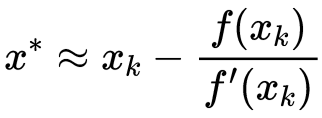 x* ≈ x_k − f(x_k) / f′(x_k)